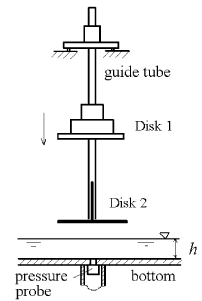 guide tube
Disk 1
Disk 2
h
pressure
probe
bottom